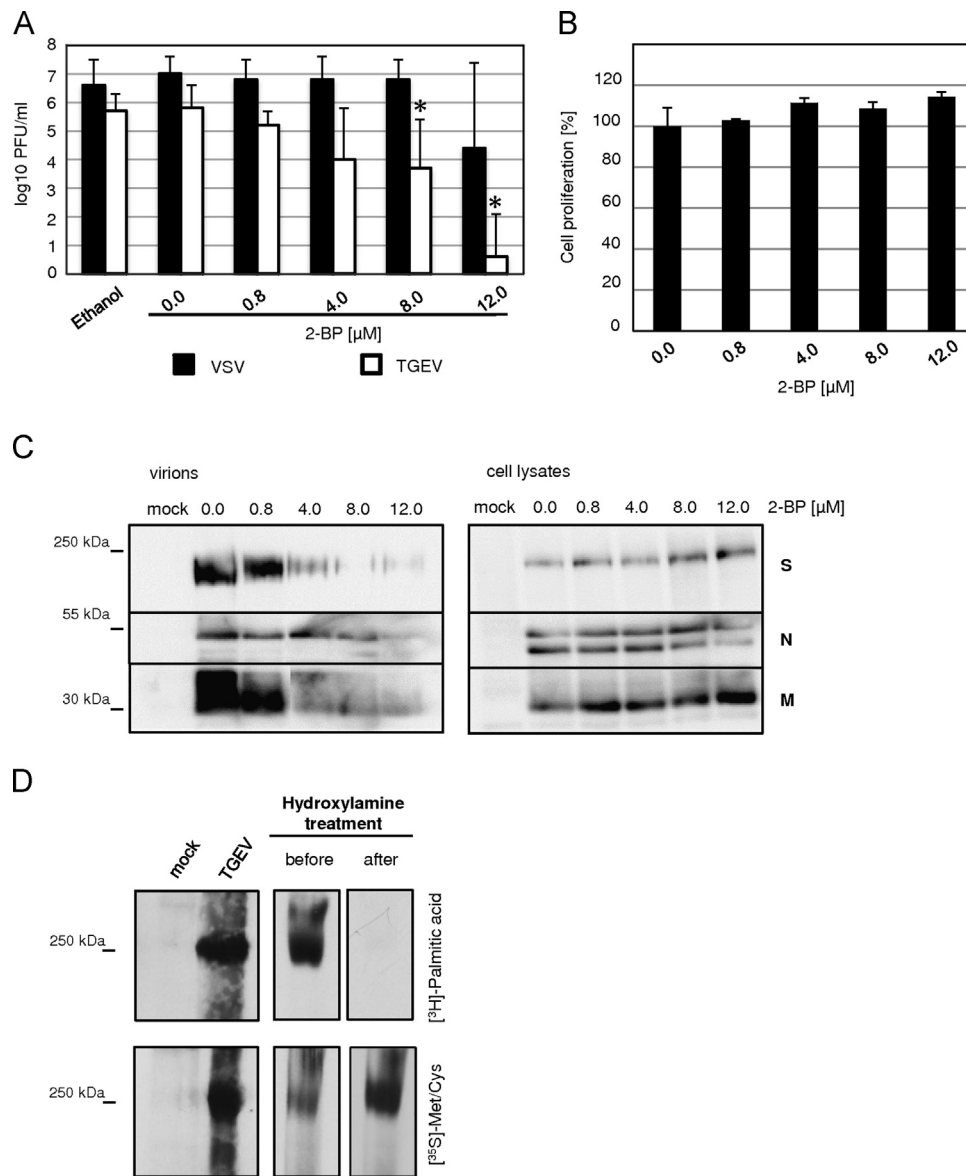 A
8
7
6
5
4
3
2
1
0
log10 PFU/ml
*
*
Ethanol 0.0 0.8 4.0 8.0 12.0
2-BP [µM]
VSV TGEV
B
120
100
80
60
40
20
0
Cell proliferation [%]
0.0 0.8 4.0 8.0 12.0
2-BP [µM]
C
virions cell lysates
mock 0.0 0.8 4.0 8.0 12.0 mock 0.0 0.8 4.0 8.0 12.0 2-BP [µM]
250 kDa
S
55 kDa
N
30 kDa
M
D
Hydroxylamine
treatment
mock TGEV before after
250 kDa
[³H]-Palmitic acid
250 kDa
[³⁵S]-Met/Cys